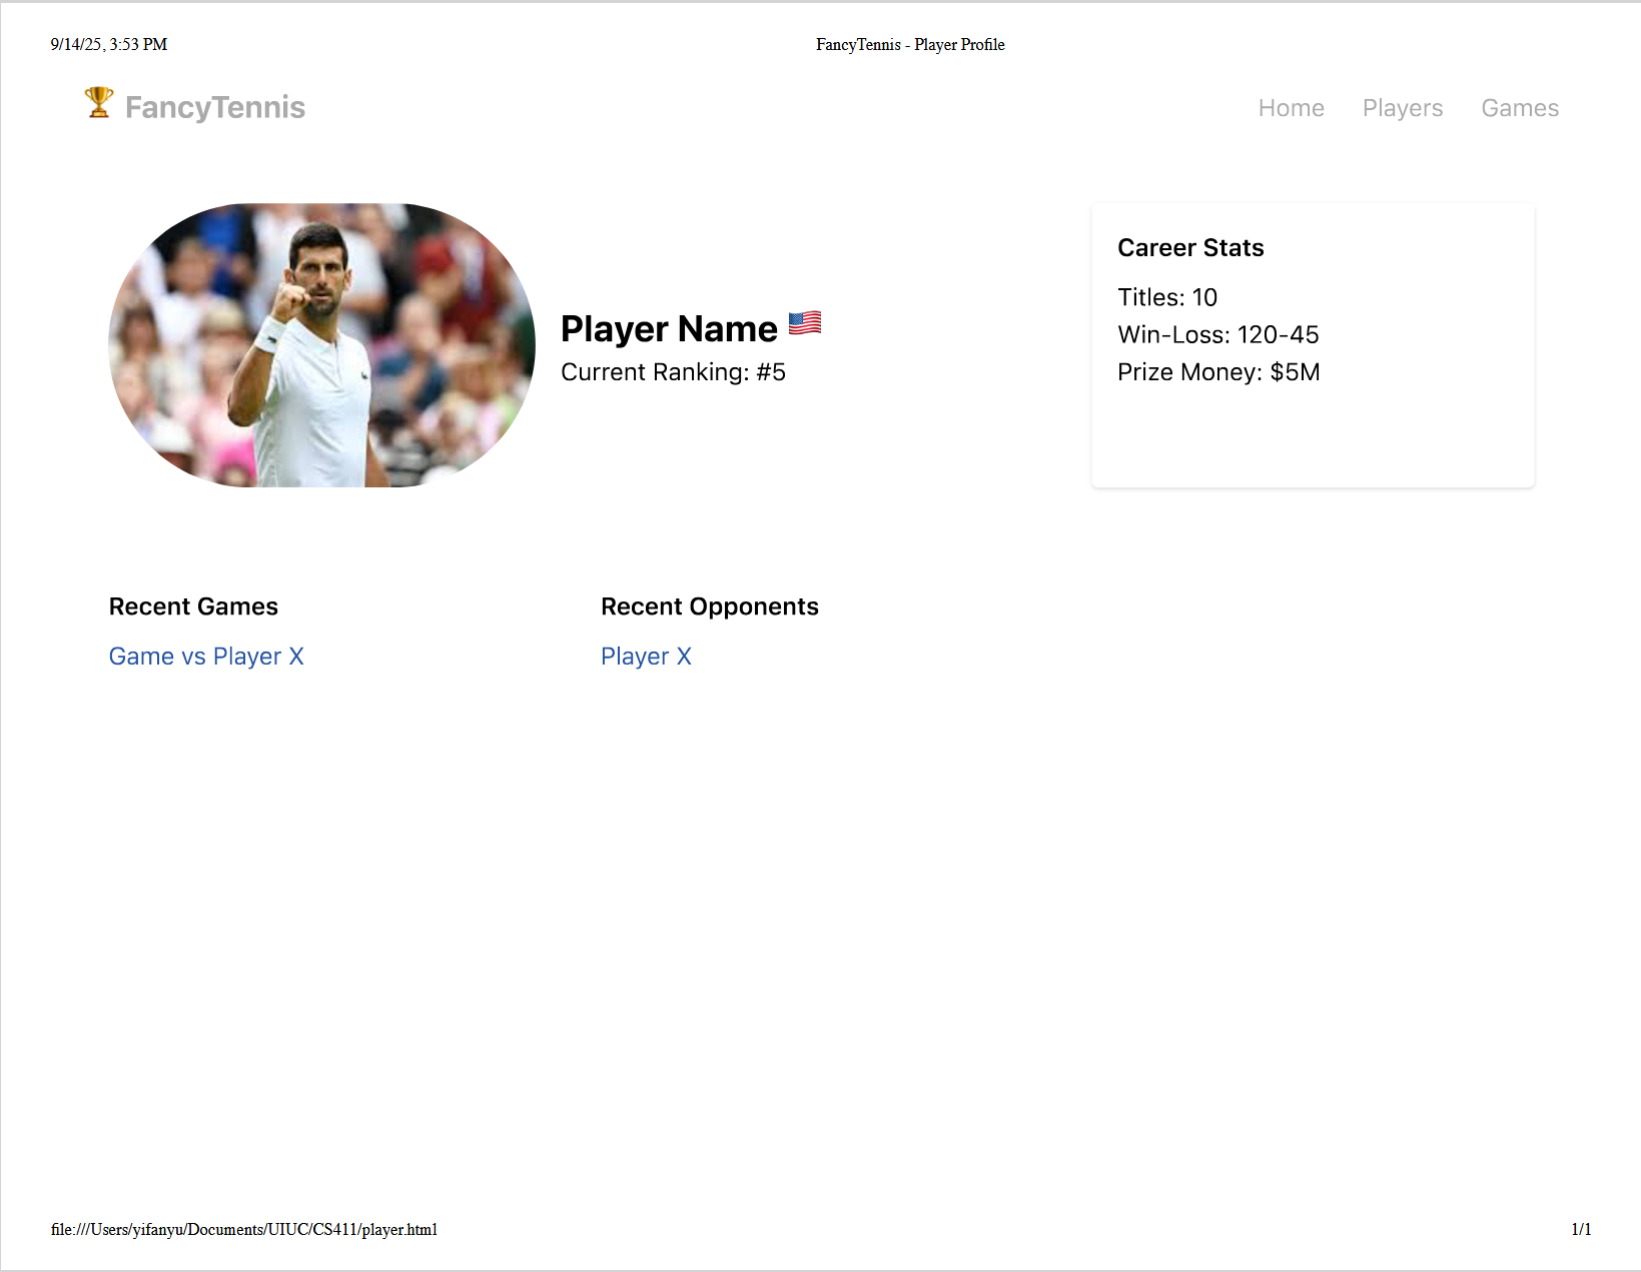 9/14/25, 3:53 PM
FancyTennis - Player Profile
🏆 FancyTennis
Home Players Games
Player Name 🇺🇸
Current Ranking: #5
Career Stats
Titles: 10
Win-Loss: 120-45
Prize Money: $5M
Recent Games
Game vs Player X
Recent Opponents
Player X
file:///Users/yifanyu/Documents/UIUC/CS411/player.html
1/1